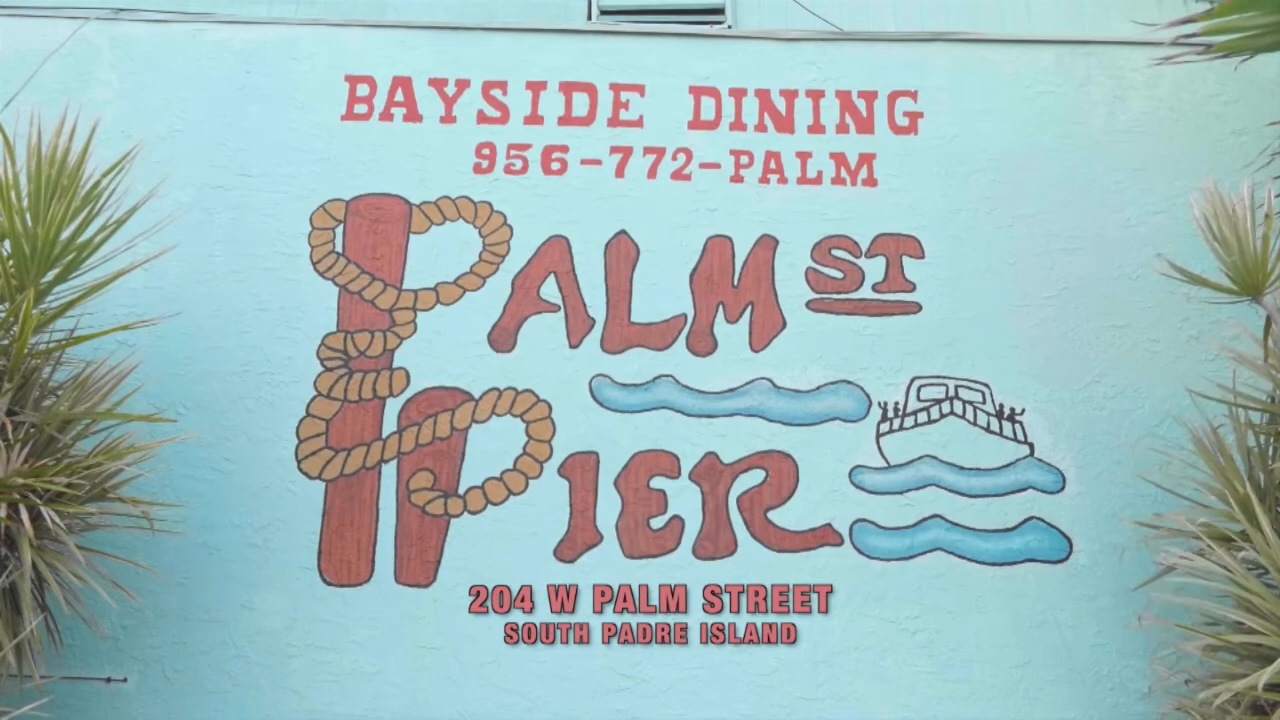 BAYSIDE DINING
956-772-PALM
PALM ST
PIER
204 W PALM STREET
SOUTH PADRE ISLAND